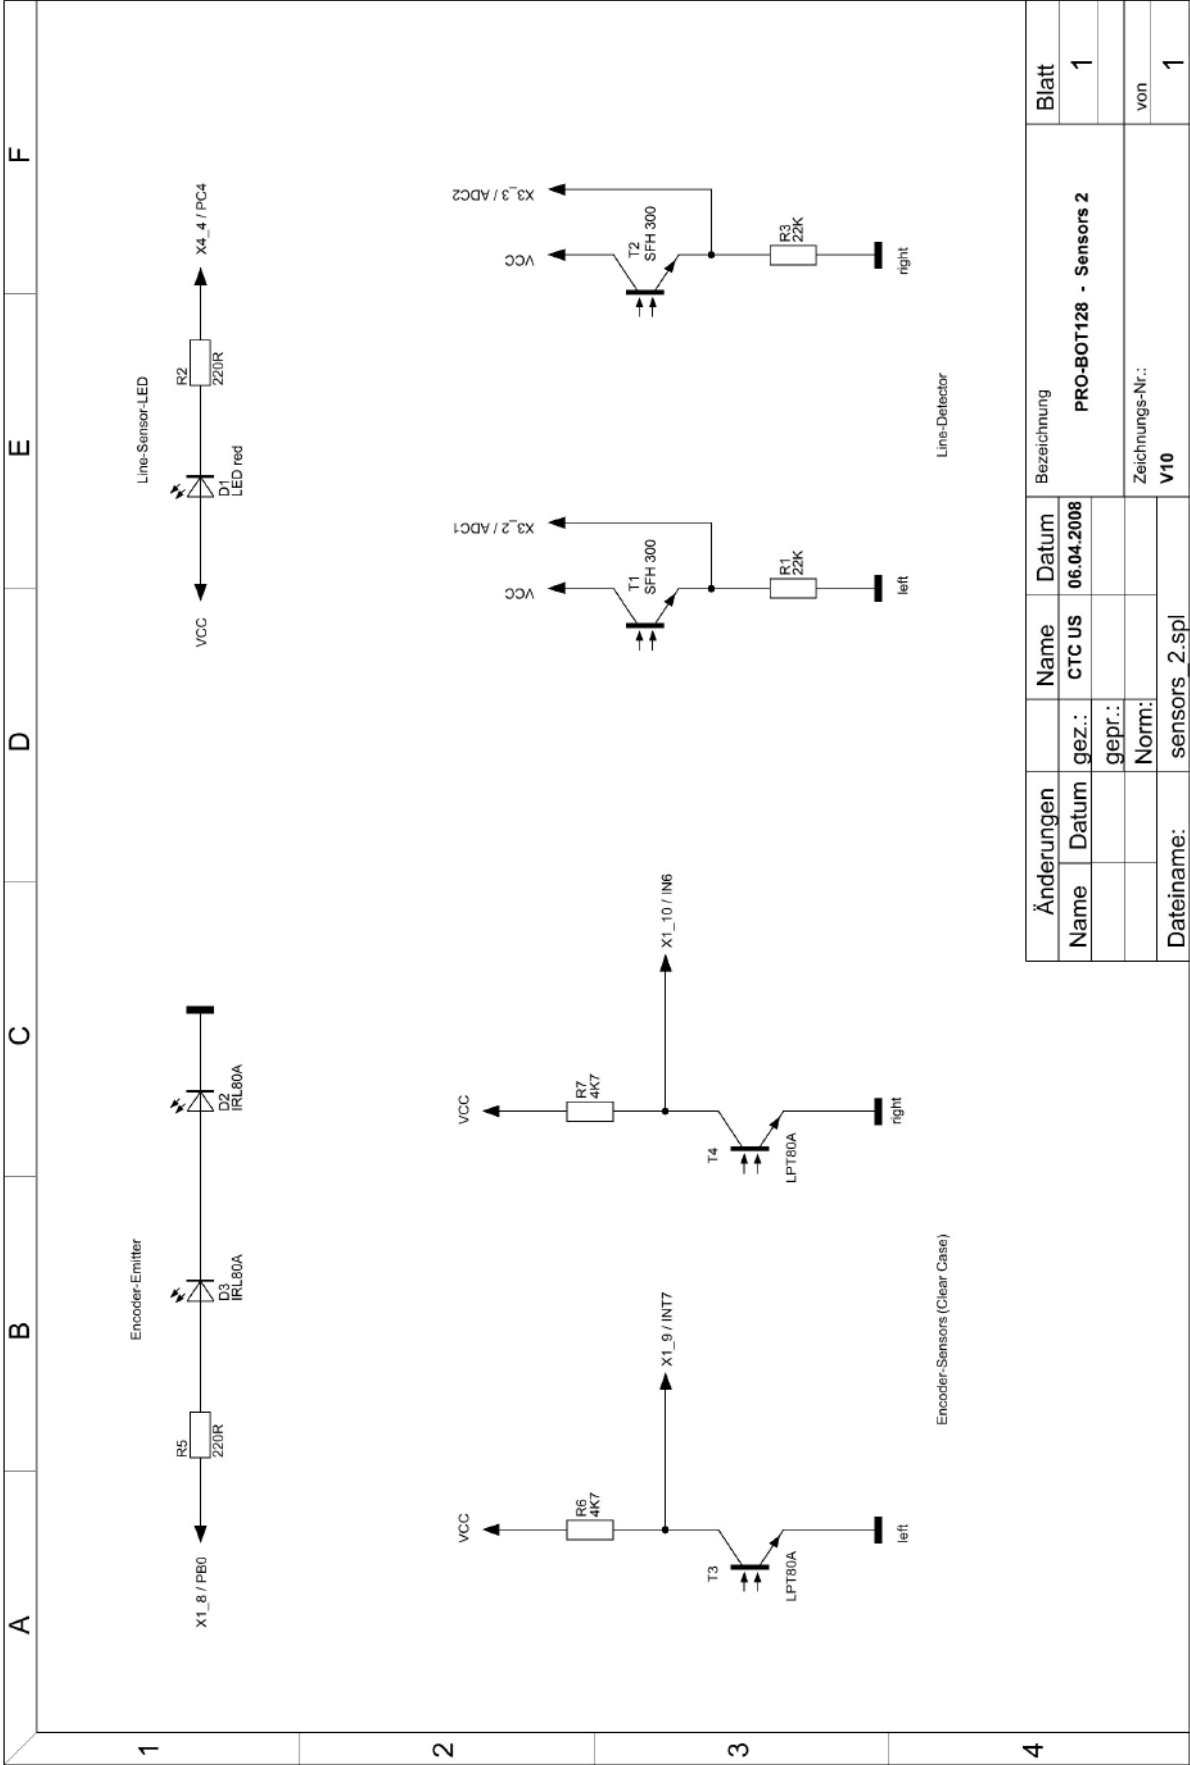 A
B
C
D
E
F
1
2
3
4
Encoder-Emitter
X1_8 / PB0
R5
220R
D3
IRL80A
D2
IRL80A
Line-Sensor-LED
VCC
D1
LED red
R2
220R
X4_4 / PC4
VCC
R6
4K7
X1_9 / INT7
T3
LPT80A
left
VCC
R7
4K7
X1_10 / IN6
T4
LPT80A
right
Encoder-Sensors (Clear Case)
VCC
X3_2 / ADC1
T1
SFH 300
R1
22K
left
VCC
X3_3 / ADC2
T2
SFH 300
R3
22K
right
Line-Detector
Änderungen
Name
Datum
Bezeichnung
Blatt
Name
Datum
gez.:
CTC US
06.04.2008
PRO-BOT128 - Sensors 2
1
gepr.:
Norm:
Zeichnungs-Nr.:
von
Dateiname:
sensors_2.spl
V10
1